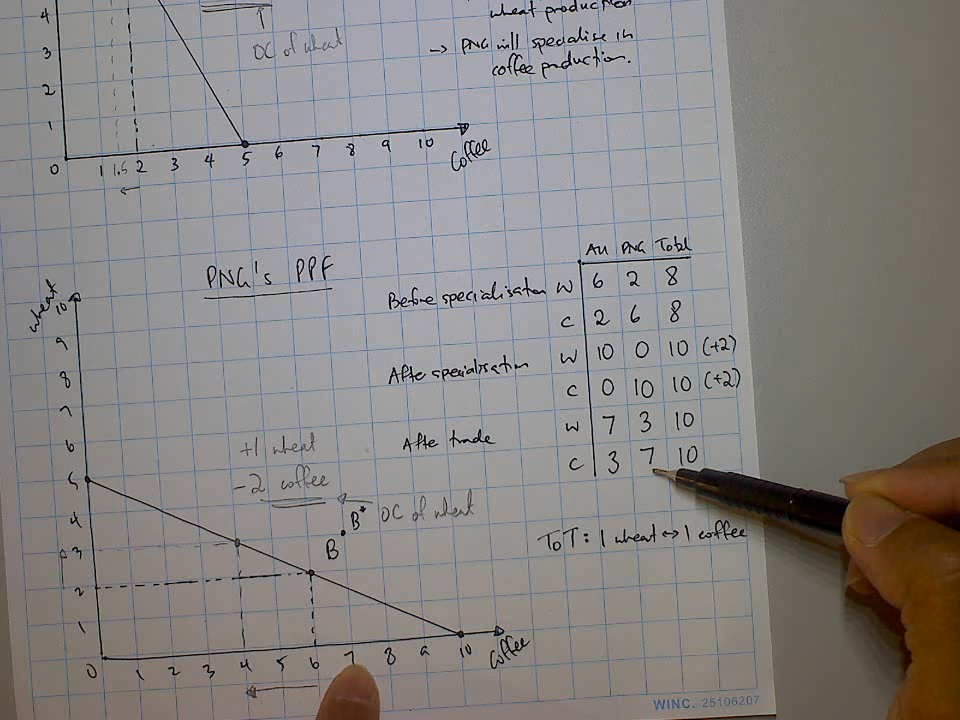 wheat production
→ PNG will specialise in
coffee production.
OC of wheat
4
3
2
1
0 1 1.5 2 3 4 5 6 7 8 9 10
Coffee
PNG's PPF
wheat
10
9
8
7
6
5
4
3
2
1
0 1 2 3 4 5 6 7 8 9 10
Coffee
+1 wheat
-2 coffee
OC of wheat
B*
B
AU PNG Total
Before specialisation W 6 2 8
C 2 6 8
After specialisation W 10 0 10 (+2)
C 0 10 10 (+2)
After trade W 7 3 10
C 3 7 10
ToT: 1 wheat ↔ 1 coffee
WINC. 25106207